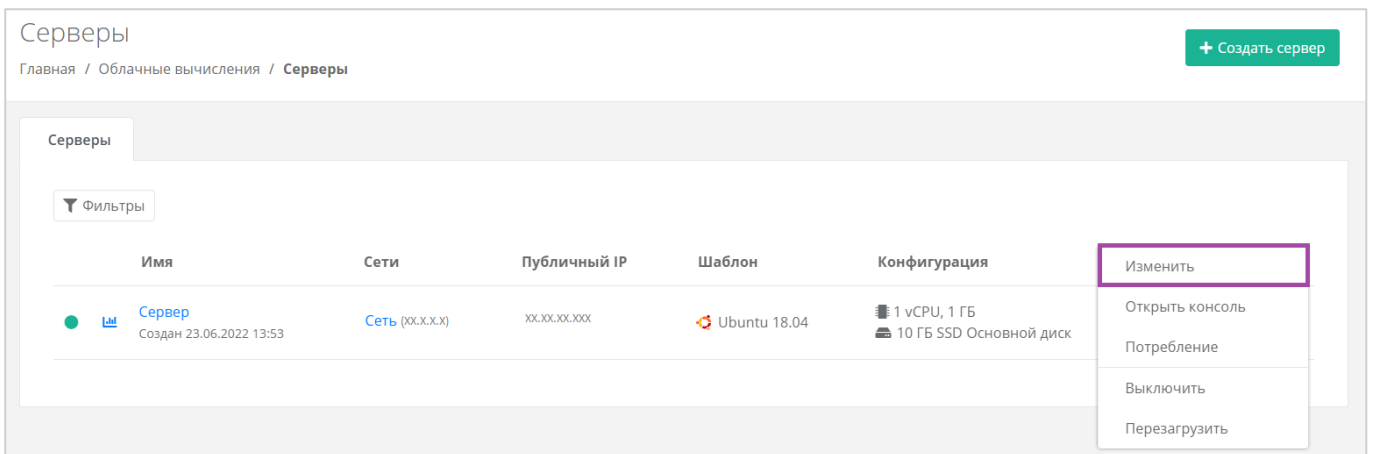 Серверы
+ Создать сервер
Главная / Облачные вычисления / Серверы
Серверы
Фильтры
Имя Сети Публичный IP Шаблон Конфигурация
Сервер
Создан 23.06.2022 13:53
Сеть (XX.X.X.X)
XX.XX.XX.XXX
Ubuntu 18.04
1 vCPU, 1 ГБ
10 ГБ SSD Основной диск
Изменить
Открыть консоль
Потребление
Выключить
Перезагрузить